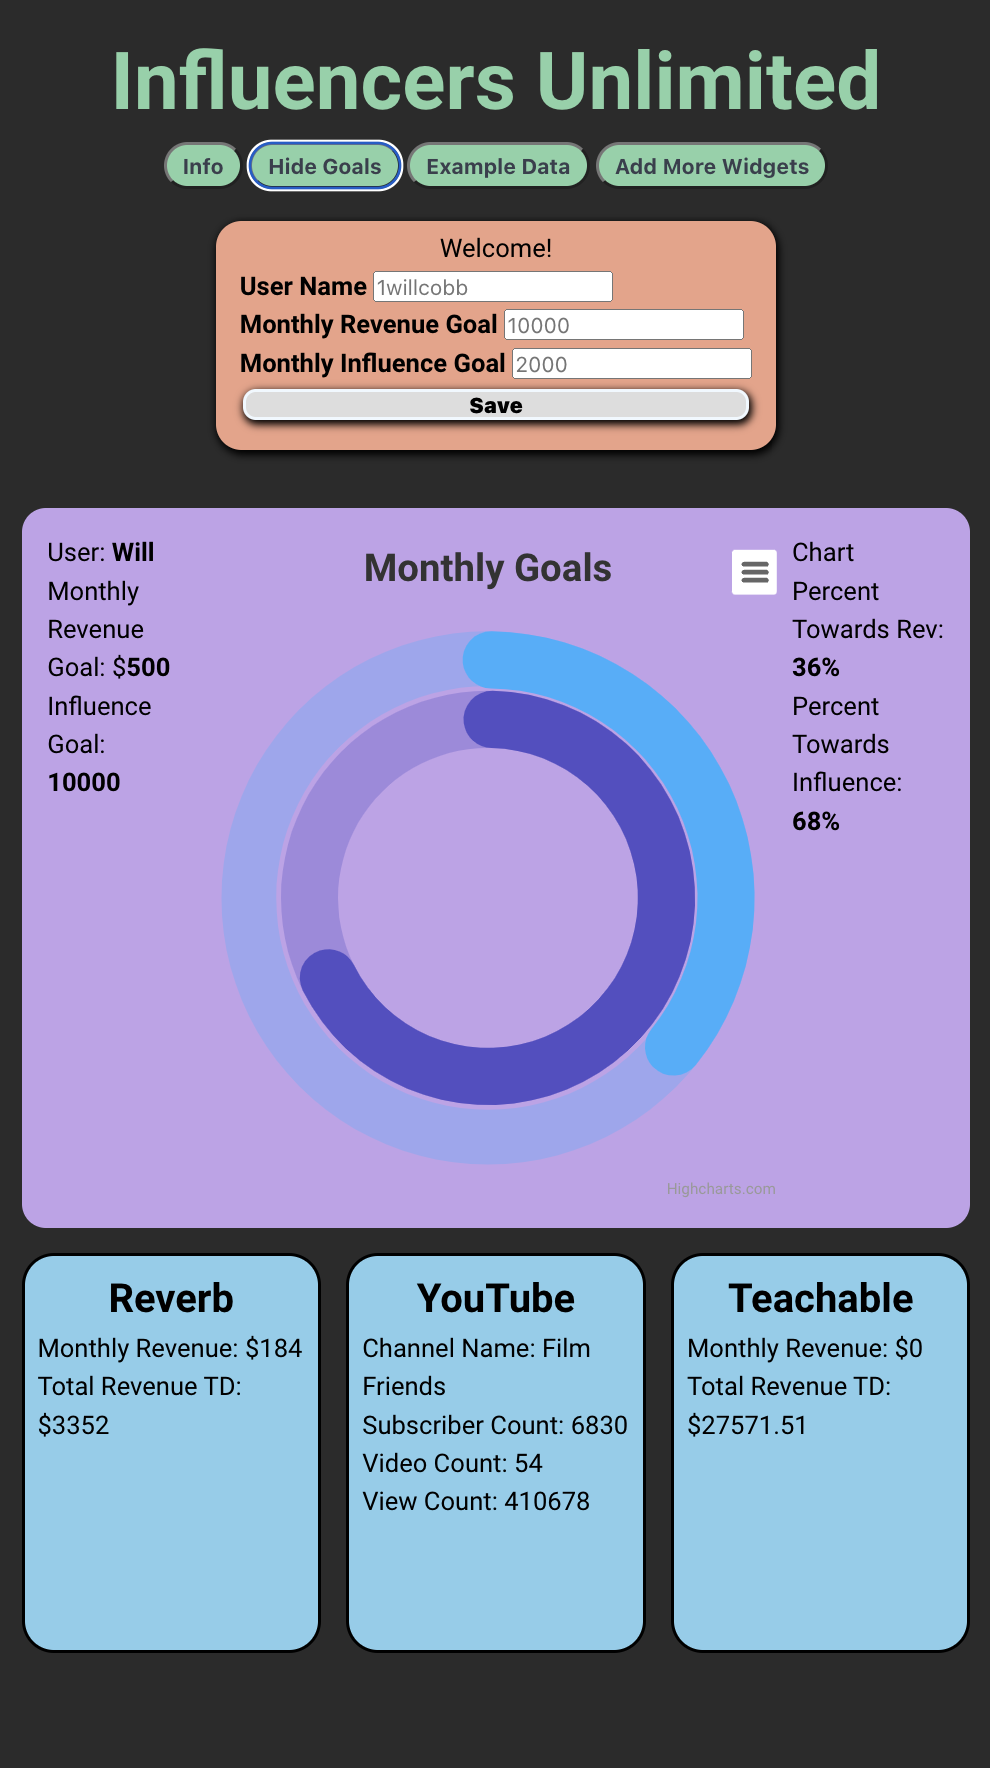 Influencers Unlimited
Info
Hide Goals
Example Data
Add More Widgets
Welcome!
User Name 1willcobb
Monthly Revenue Goal 10000
Monthly Influence Goal 2000
Save
User: Will
Monthly
Revenue
Goal: $500
Influence
Goal:
10000
Monthly Goals
Chart
Percent
Towards Rev:
36%
Percent
Towards
Influence:
68%
Highcharts.com
Reverb
Monthly Revenue: $184
Total Revenue TD:
$3352
YouTube
Channel Name: Film
Friends
Subscriber Count: 6830
Video Count: 54
View Count: 410678
Teachable
Monthly Revenue: $0
Total Revenue TD:
$27571.51